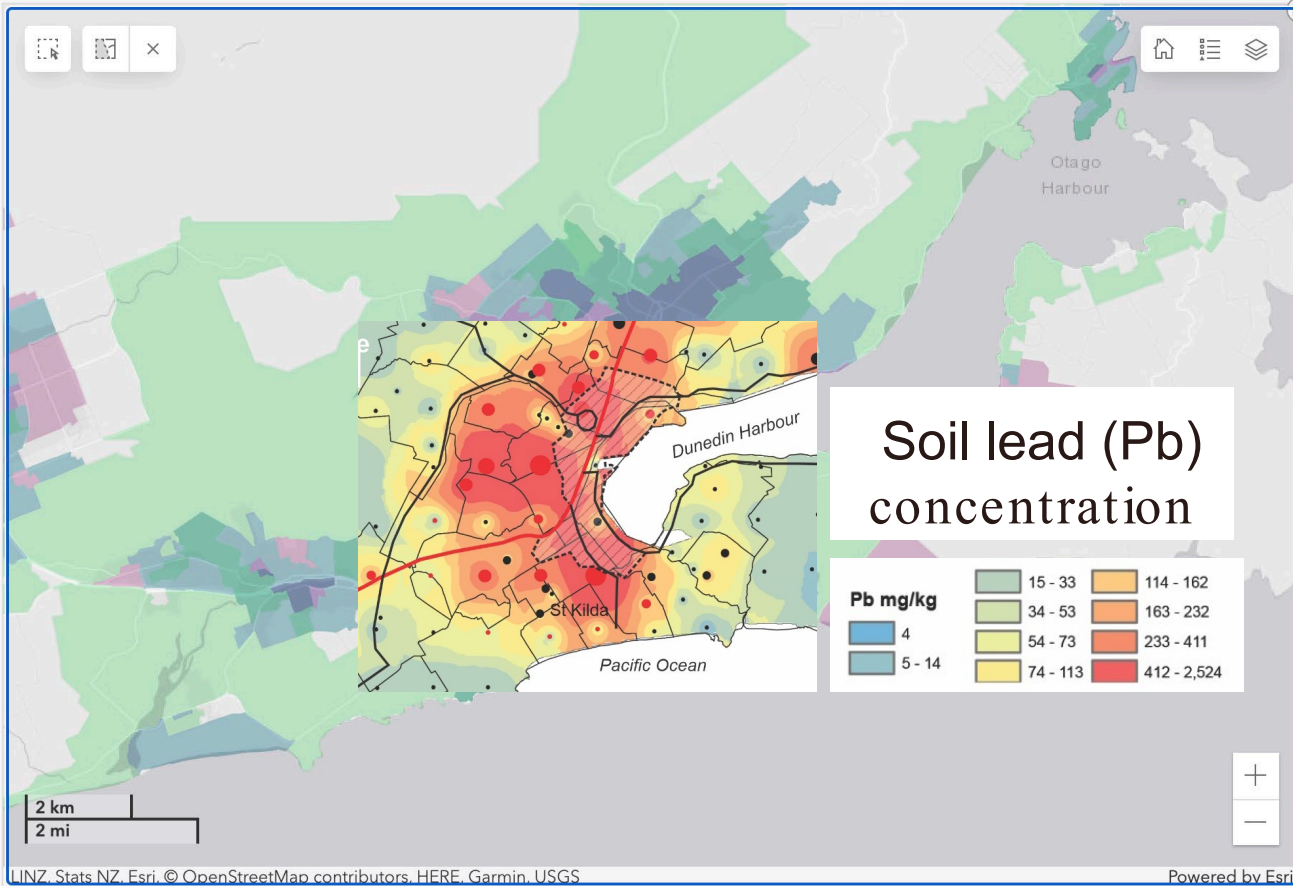 Otago
Harbour
e
Dunedin Harbour
St Kilda
Pacific Ocean
Soil lead (Pb)
concentration
Pb mg/kg
4
5 - 14
15 - 33
34 - 53
54 - 73
74 - 113
114 - 162
163 - 232
233 - 411
412 - 2,524
2 km
2 mi
LINZ, Stats NZ, Esri, © OpenStreetMap contributors, HERE, Garmin, USGS
Powered by Esri